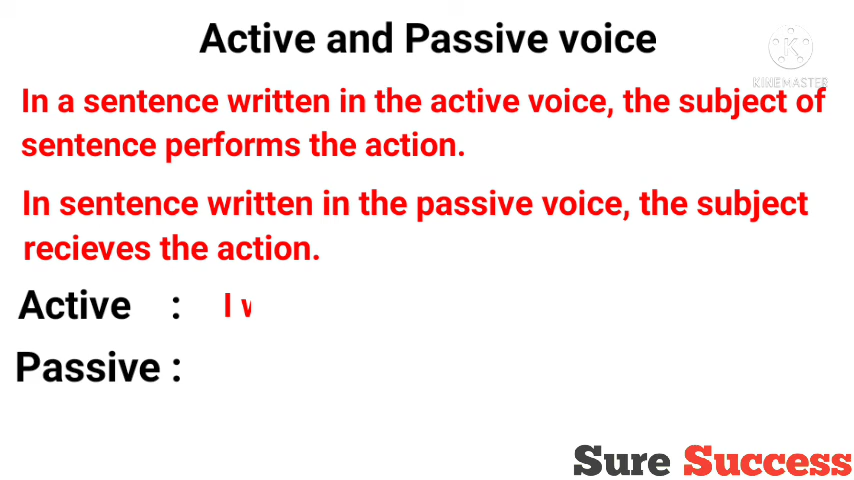 Active and Passive voice
KINEMASTER
In a sentence written in the active voice, the subject of
sentence performs the action.
In sentence written in the passive voice, the subject
recieves the action.
Active : I
Passive :
Sure Success